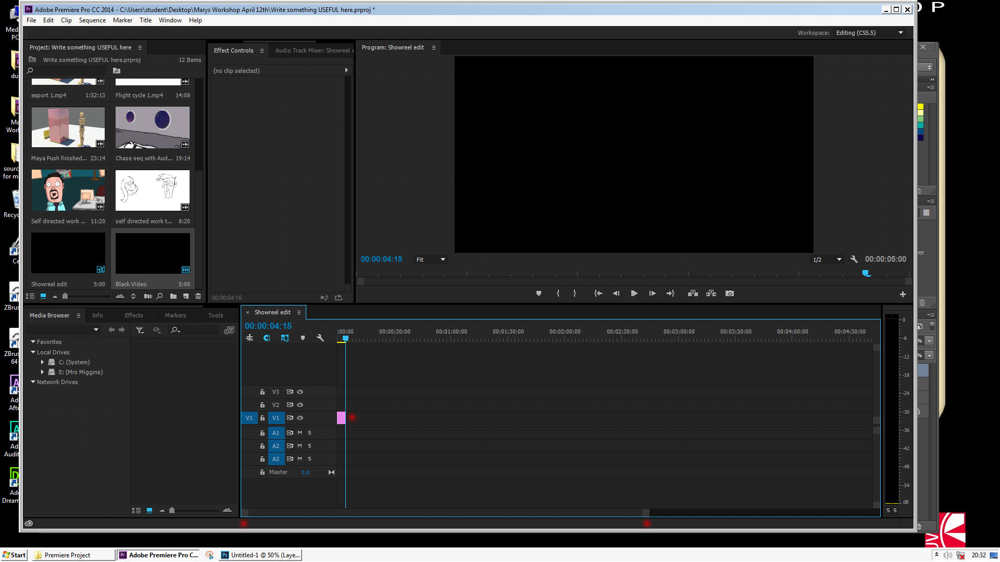 Adobe Premiere Pro CC 2014 - C:\Users\student\Desktop\Marys Workshop April 12th\Write something USEFUL here.prproj *
File Edit Clip Sequence Marker Title Window Help
Workspace: Editing (CS5.5)
Project: Write something USEFUL here
Write something USEFUL here.prproj 12 Items
export 1.mp4 1:52:13
Flight cycle 1.mp4 14:08
Maya Push finished... 23:14
Chase seq with Aud... 19:14
Self directed work ... 11:20
self directed work t... 8:20
Showreel edit 5:00
Black Video 5:00
Effect Controls
Audio Track Mixer: Showreel e
(no clip selected)
00:00:04:15
Program: Showreel edit
00:00:04:15 Fit 1/2 00:00:05:00
Media Browser Info Effects Markers Tools
Favorites
Local Drives
C: (System)
E: (Mrs Miggins)
Network Drives
× Showreel edit
00:00:04:15
:00:00 00:00:30:00 00:01:00:00 00:01:30:00 00:02:00:00 00:02:30:00 00:03:00:00 00:03:30:00 00:04:00:00 00:04:30:00
V3
V2
V1 V1
A1 M S
A2 M S
A3 M S
Master 0.0
0
-6
-12
-18
-24
-30
-36
-42
-48
-54
dB
S S
Med
PC
du
Ma
Work
sourc
for ma
Recyc
Ce
ZBrus
ZBrus
64-
Ad
Afte
Ad
Audit
Ad
Dream
O P
ver
%
%
Start Premiere Project Adobe Premiere Pro C... Untitled-1 @ 50% (Laye... 20:32